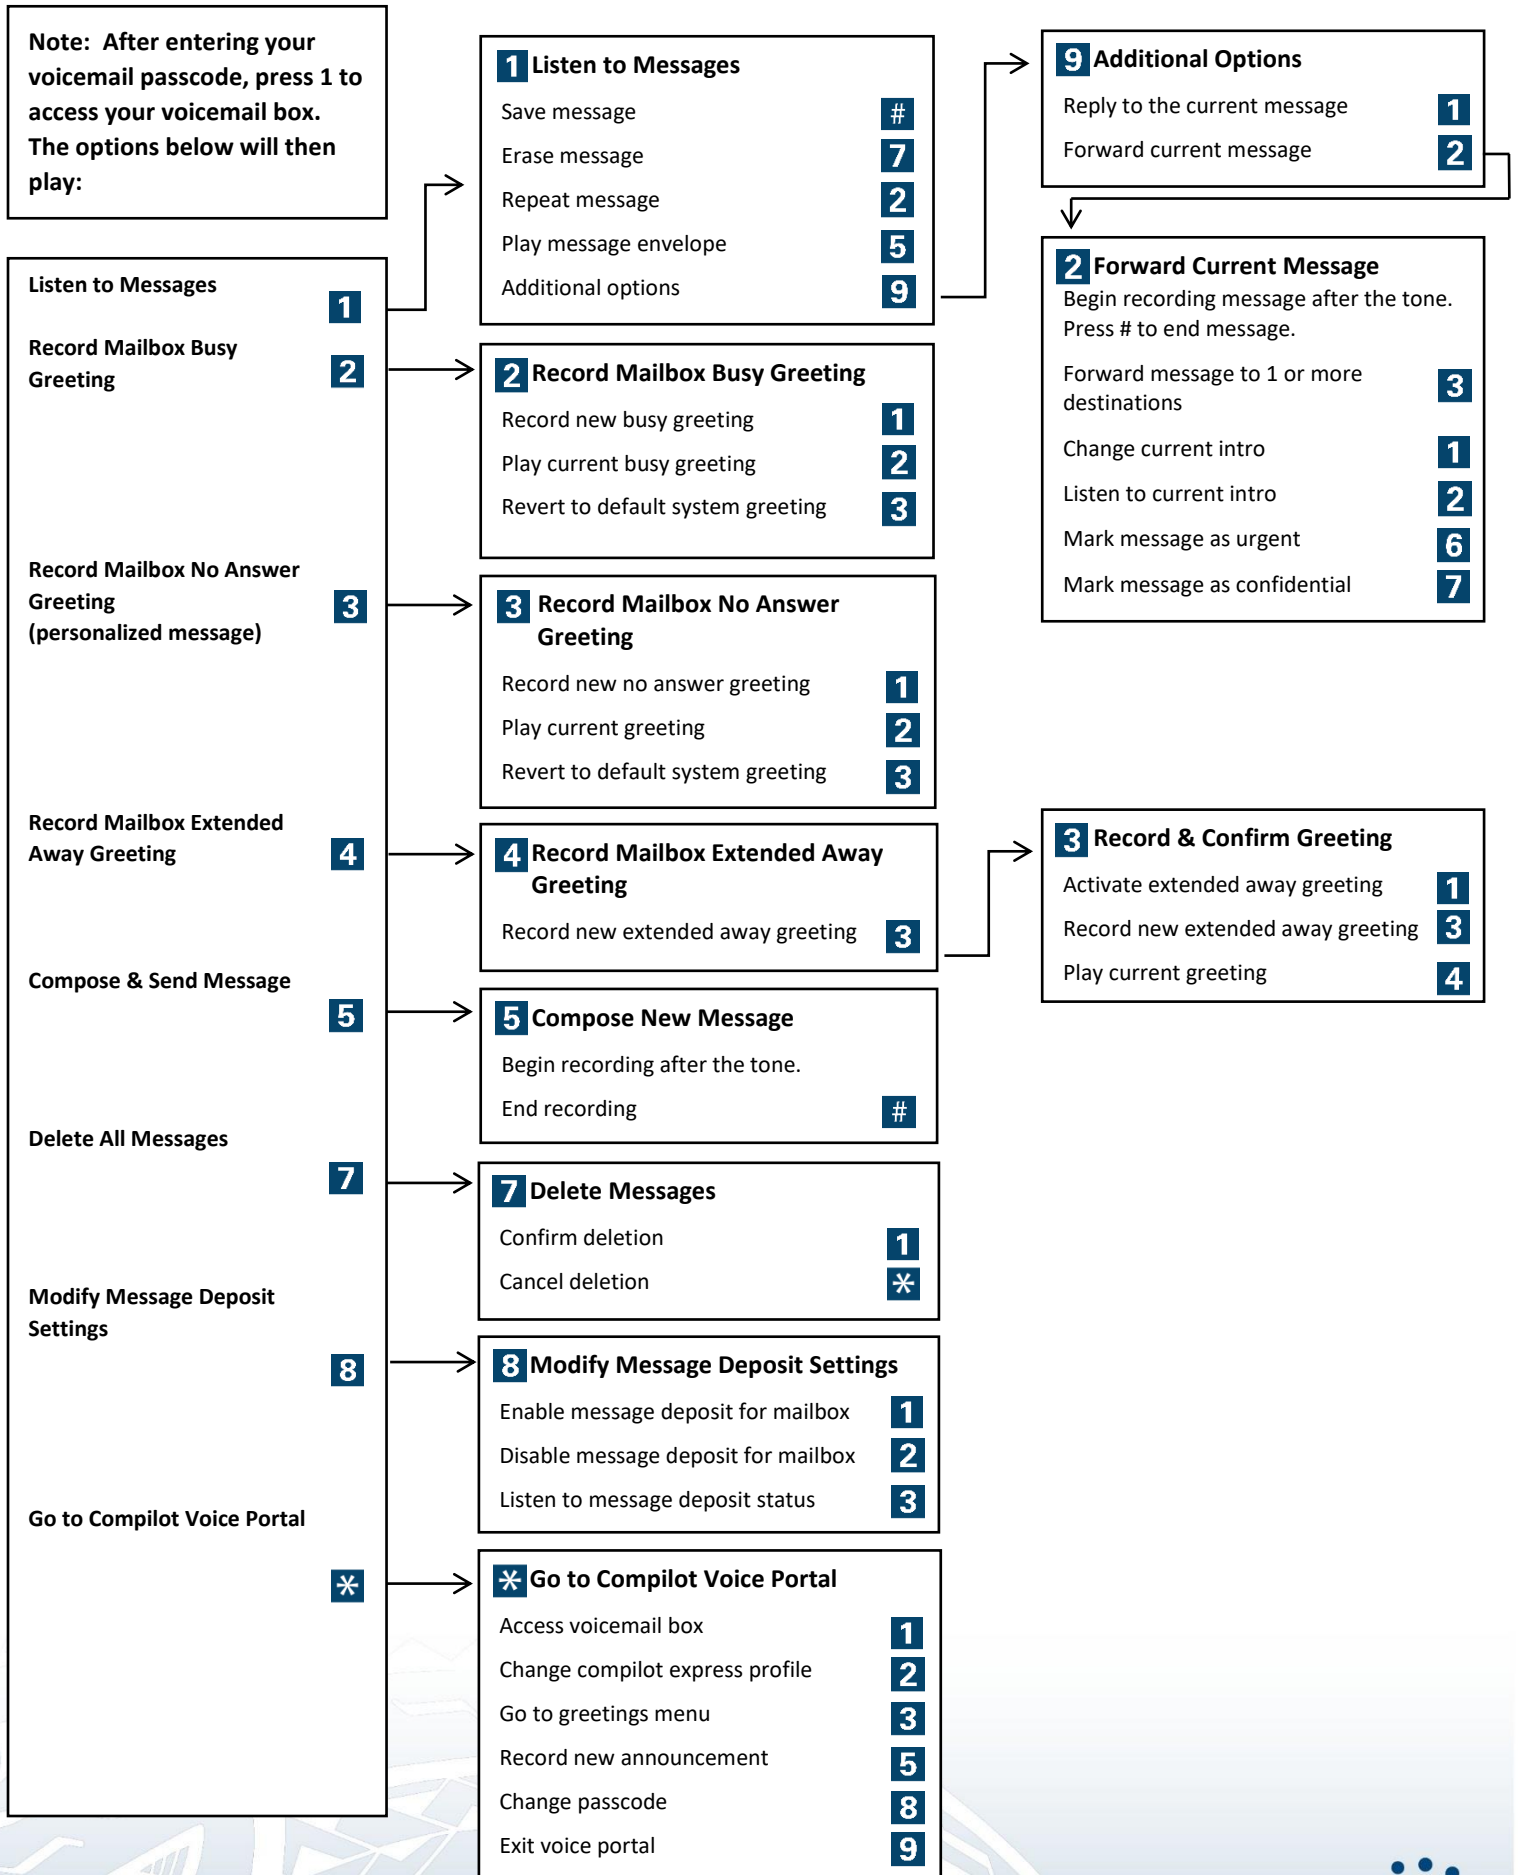 Note:  After entering your
voicemail passcode, press 1 to
access your voicemail box.
The options below will then
play:
Listen to Messages
1
Record Mailbox Busy
Greeting 2
Record Mailbox No Answer
Greeting 3
(personalized message)
Record Mailbox Extended
Away Greeting 4
Compose & Send Message
5
Delete All Messages
7
Modify Message Deposit
Settings
8
Go to Compilot Voice Portal
*
1 Listen to Messages
Save message #
Erase message 7
Repeat message 2
Play message envelope 5
Additional options 9
2 Record Mailbox Busy Greeting
Record new busy greeting 1
Play current busy greeting 2
Revert to default system greeting 3
3 Record Mailbox No Answer
Greeting
Record new no answer greeting 1
Play current greeting 2
Revert to default system greeting 3
4 Record Mailbox Extended Away
Greeting
Record new extended away greeting 3
5 Compose New Message
Begin recording after the tone.
End recording #
7 Delete Messages
Confirm deletion 1
Cancel deletion *
8 Modify Message Deposit Settings
Enable message deposit for mailbox 1
Disable message deposit for mailbox 2
Listen to message deposit status 3
* Go to Compilot Voice Portal
Access voicemail box 1
Change compilot express profile 2
Go to greetings menu 3
Record new announcement 5
Change passcode 8
Exit voice portal 9
9 Additional Options
Reply to the current message 1
Forward current message 2
2 Forward Current Message
Begin recording message after the tone.
Press # to end message.
Forward message to 1 or more
destinations 3
Change current intro 1
Listen to current intro 2
Mark message as urgent 6
Mark message as confidential 7
3 Record & Confirm Greeting
Activate extended away greeting 1
Record new extended away greeting 3
Play current greeting 4